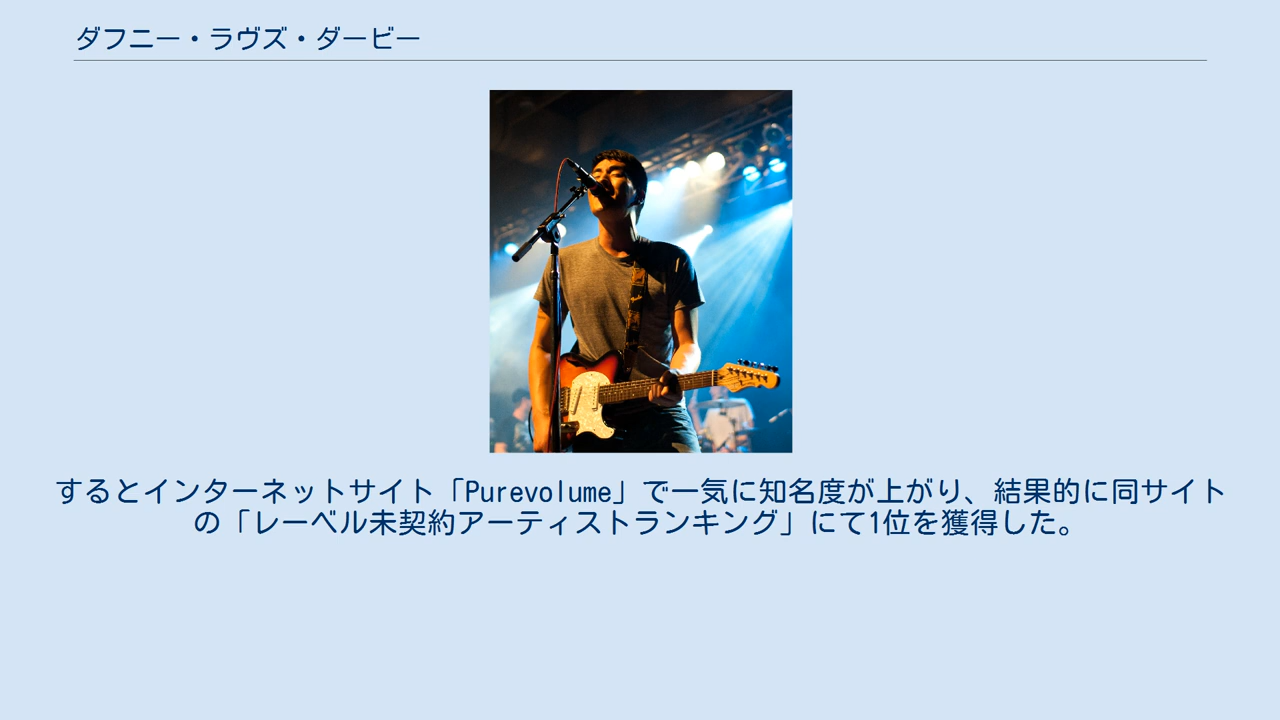 ダフニー・ラヴズ・ダービー
するとインターネットサイト「Purevolume」で一気に知名度が上がり、結果的に同サイト
の「レーベル未契約アーティストランキング」にて1位を獲得した。